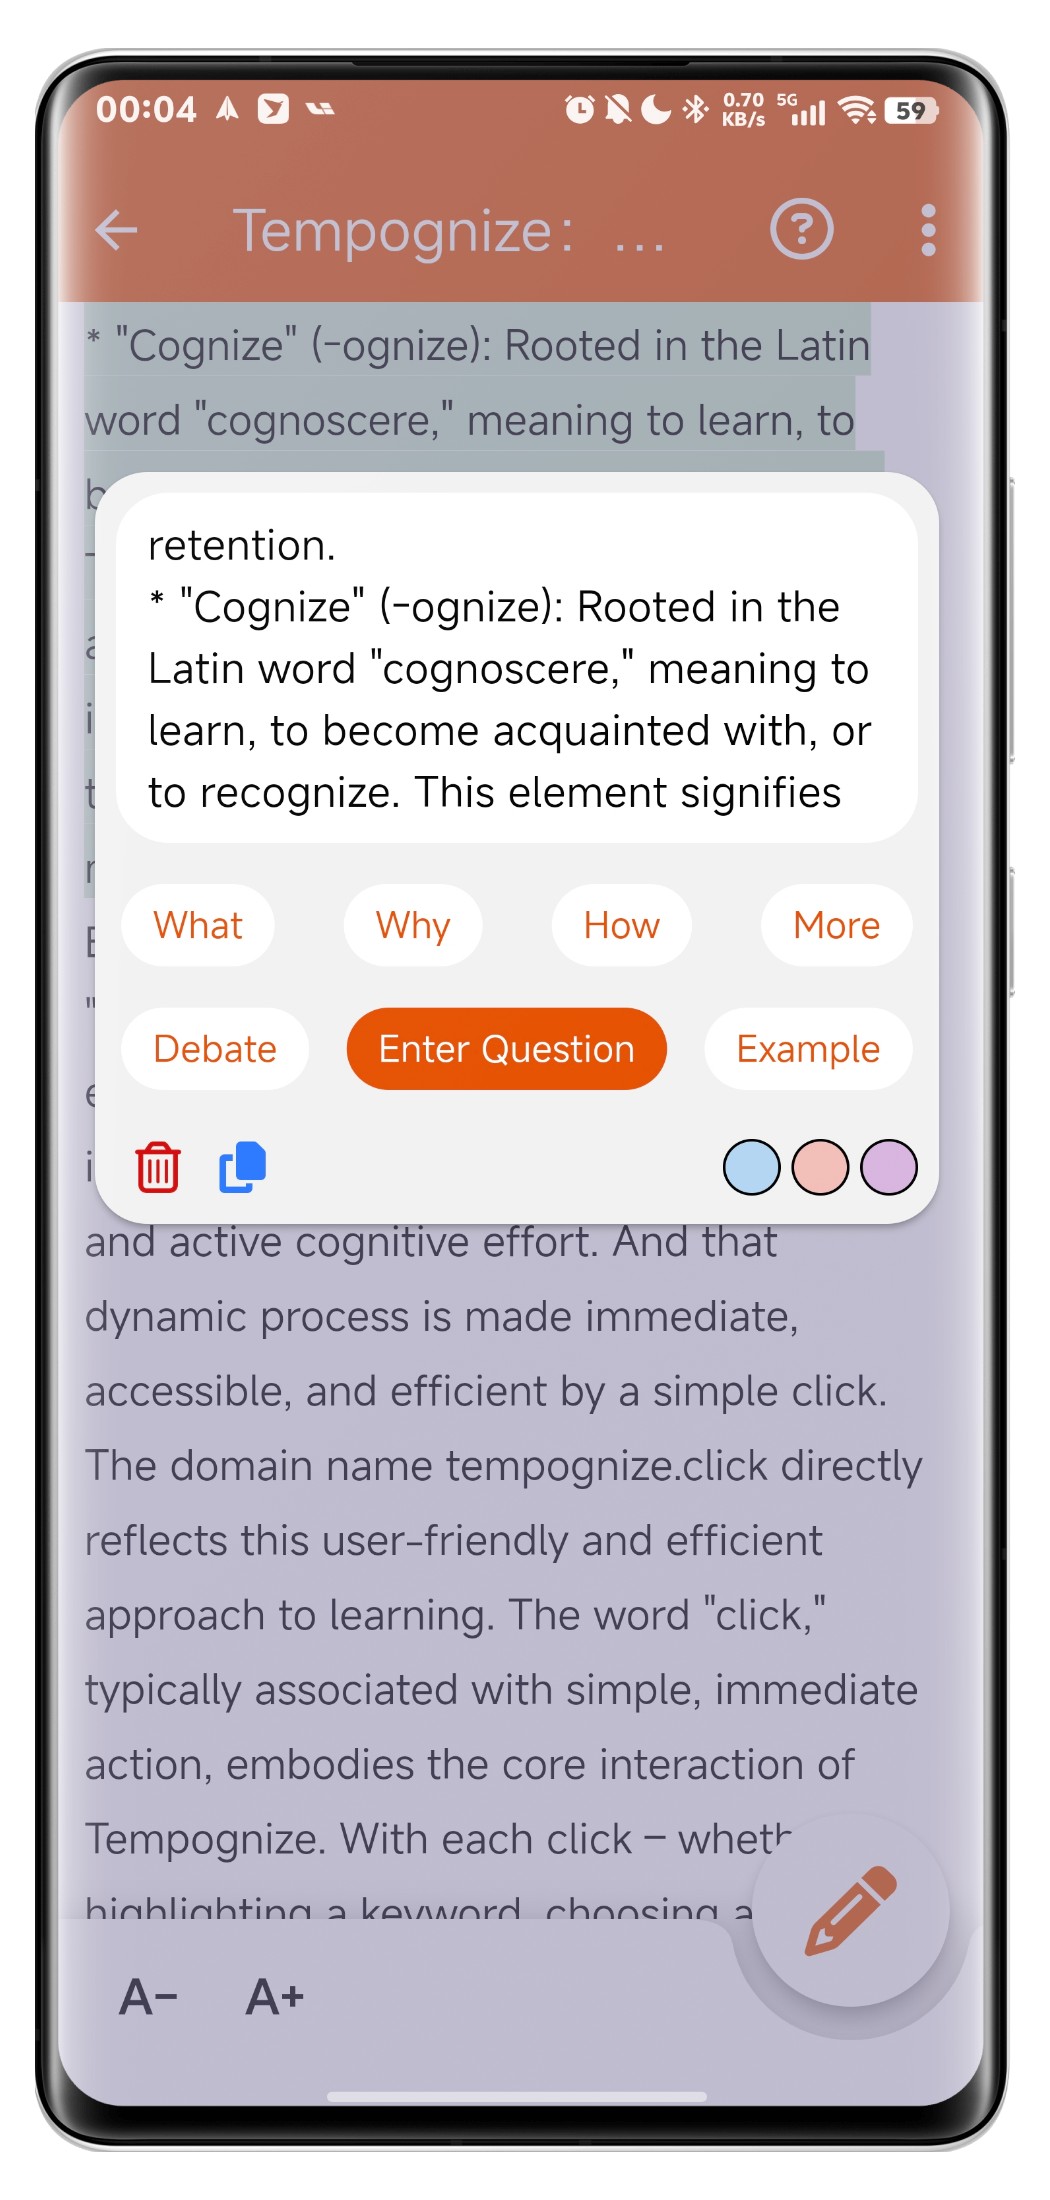 00:04
0.70 KB/s
5G
59
Tempognize: ...
* "Cognize" (-ognize): Rooted in the Latin
word "cognoscere," meaning to learn, to
retention.
* "Cognize" (-ognize): Rooted in the
Latin word "cognoscere," meaning to
learn, to become acquainted with, or
to recognize. This element signifies
What Why How More
Debate Enter Question Example
and active cognitive effort. And that
dynamic process is made immediate,
accessible, and efficient by a simple click.
The domain name tempognize.click directly
reflects this user-friendly and efficient
approach to learning. The word "click,"
typically associated with simple, immediate
action, embodies the core interaction of
Tempognize. With each click – wheth
highlighting a keyword, choosing a
A- A+